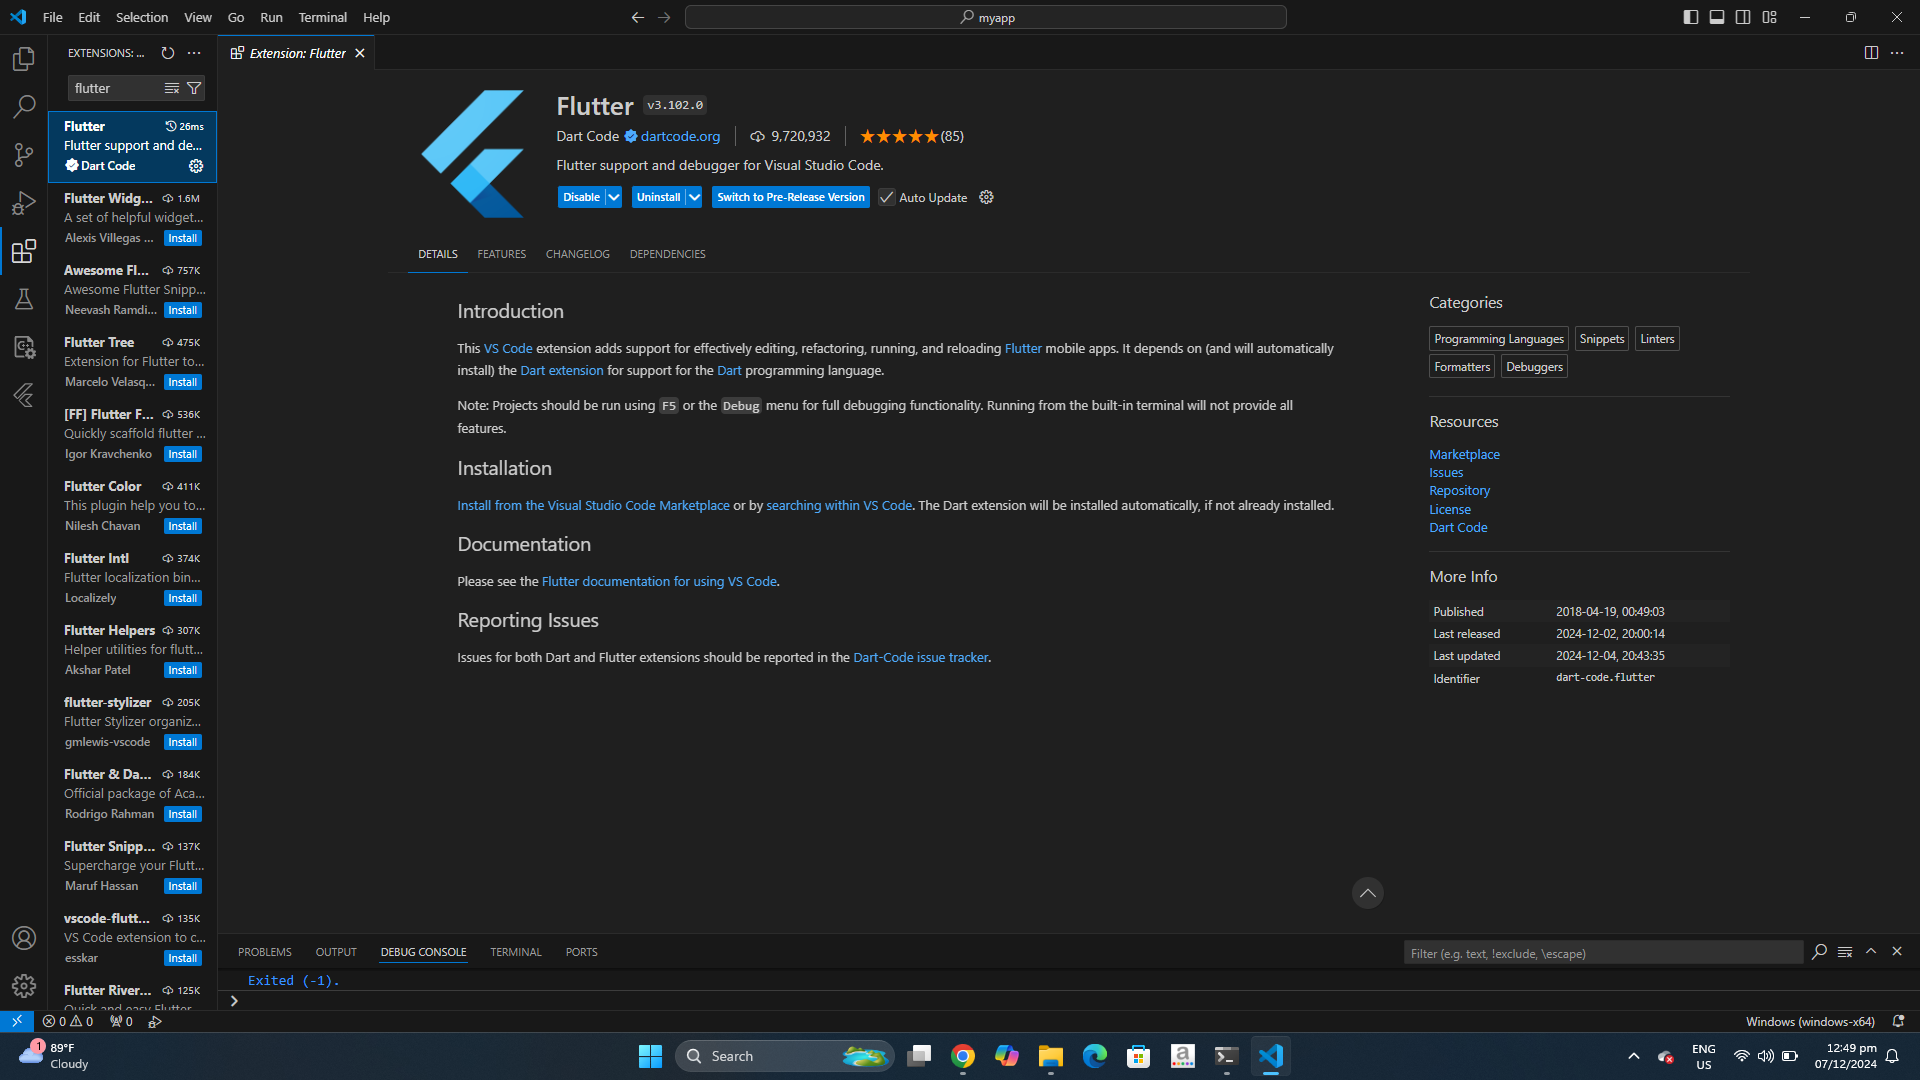 File Edit Selection View Go Run Terminal Help
myapp
EXTENSIONS: ...
Extension: Flutter
flutter
Flutter 26ms
Flutter support and de...
Dart Code
Flutter Widg... 1.6M
A set of helpful widget...
Alexis Villegas ... Install
Awesome Fl... 757K
Awesome Flutter Snipp...
Neevash Ramdi... Install
Flutter Tree 475K
Extension for Flutter to...
Marcelo Velasq... Install
[FF] Flutter F... 536K
Quickly scaffold flutter ...
Igor Kravchenko Install
Flutter Color 411K
This plugin help you to...
Nilesh Chavan Install
Flutter Intl 374K
Flutter localization bin...
Localizely Install
Flutter Helpers 307K
Helper utilities for flutt...
Akshar Patel Install
flutter-stylizer 205K
Flutter Stylizer organiz...
gmlewis-vscode Install
Flutter & Da... 184K
Official package of Aca...
Rodrigo Rahman Install
Flutter Snipp... 137K
Supercharge your Flutt...
Maruf Hassan Install
vscode-flutt... 135K
VS Code extension to c...
esskar Install
Flutter River... 125K
Quick and easy Flutter
Flutter v3.102.0
Dart Code dartcode.org 9,720,932 (85)
Flutter support and debugger for Visual Studio Code.
Disable Uninstall Switch to Pre-Release Version Auto Update
DETAILS FEATURES CHANGELOG DEPENDENCIES
Introduction
This VS Code extension adds support for effectively editing, refactoring, running, and reloading Flutter mobile apps. It depends on (and will automatically
install) the Dart extension for support for the Dart programming language.
Note: Projects should be run using F5 or the Debug menu for full debugging functionality. Running from the built-in terminal will not provide all
features.
Installation
Install from the Visual Studio Code Marketplace or by searching within VS Code. The Dart extension will be installed automatically, if not already installed.
Documentation
Please see the Flutter documentation for using VS Code.
Reporting Issues
Issues for both Dart and Flutter extensions should be reported in the Dart-Code issue tracker.
Categories
Programming Languages Snippets Linters
Formatters Debuggers
Resources
Marketplace
Issues
Repository
License
Dart Code
More Info
Published 2018-04-19, 00:49:03
Last released 2024-12-02, 20:00:14
Last updated 2024-12-04, 20:43:35
Identifier dart-code.flutter
PROBLEMS OUTPUT DEBUG CONSOLE TERMINAL PORTS
Filter (e.g. text, !exclude, \escape)
Exited (-1).
0 0 0
Windows (windows-x64)
1
89°F
Cloudy
Search
a
ENG
US
12:49 pm
07/12/2024